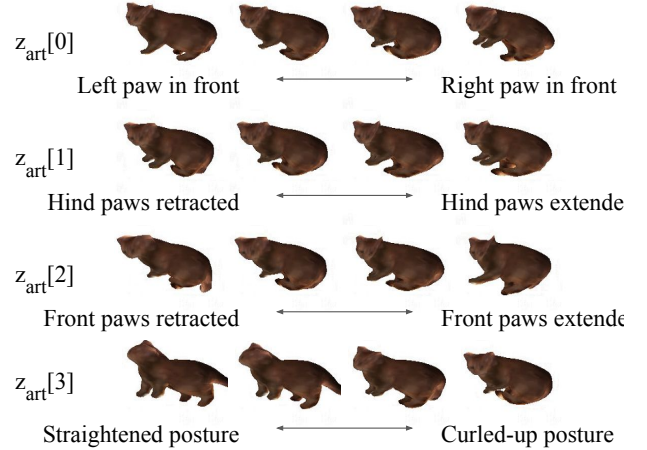 z_art[0]
Left paw in front Right paw in front
z_art[1]
Hind paws retracted Hind paws extende
z_art[2]
Front paws retracted Front paws extende
z_art[3]
Straightened posture Curled-up posture